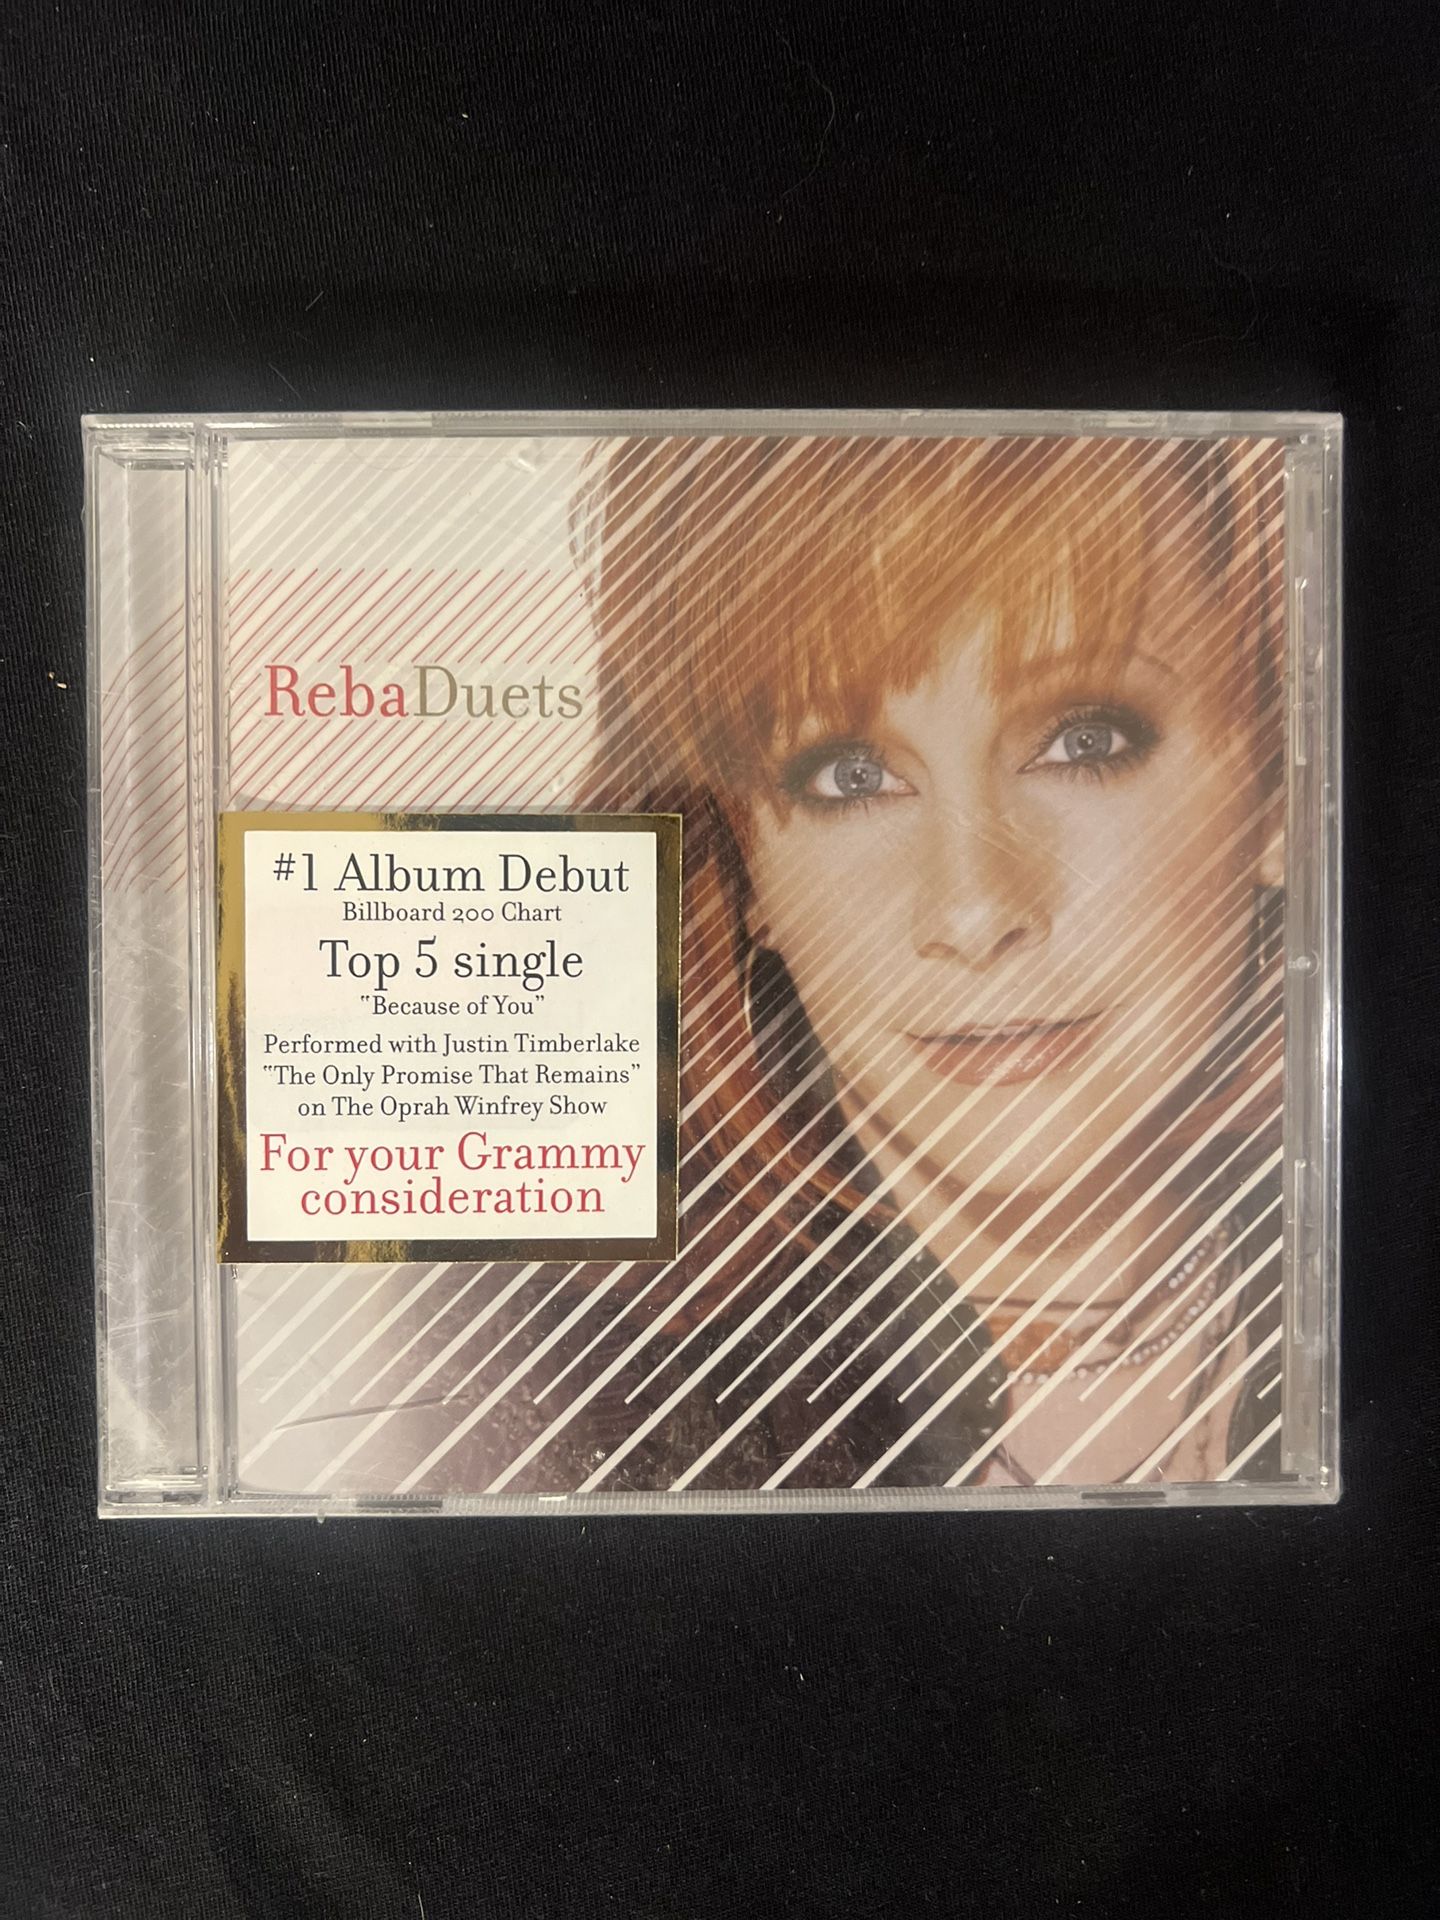 RebaDuets
#1 Album Debut
Billboard 200 Chart
Top 5 single
"Because of You"
Performed with Justin Timberlake
"The Only Promise That Remains"
on The Oprah Winfrey Show
For your Grammy
consideration